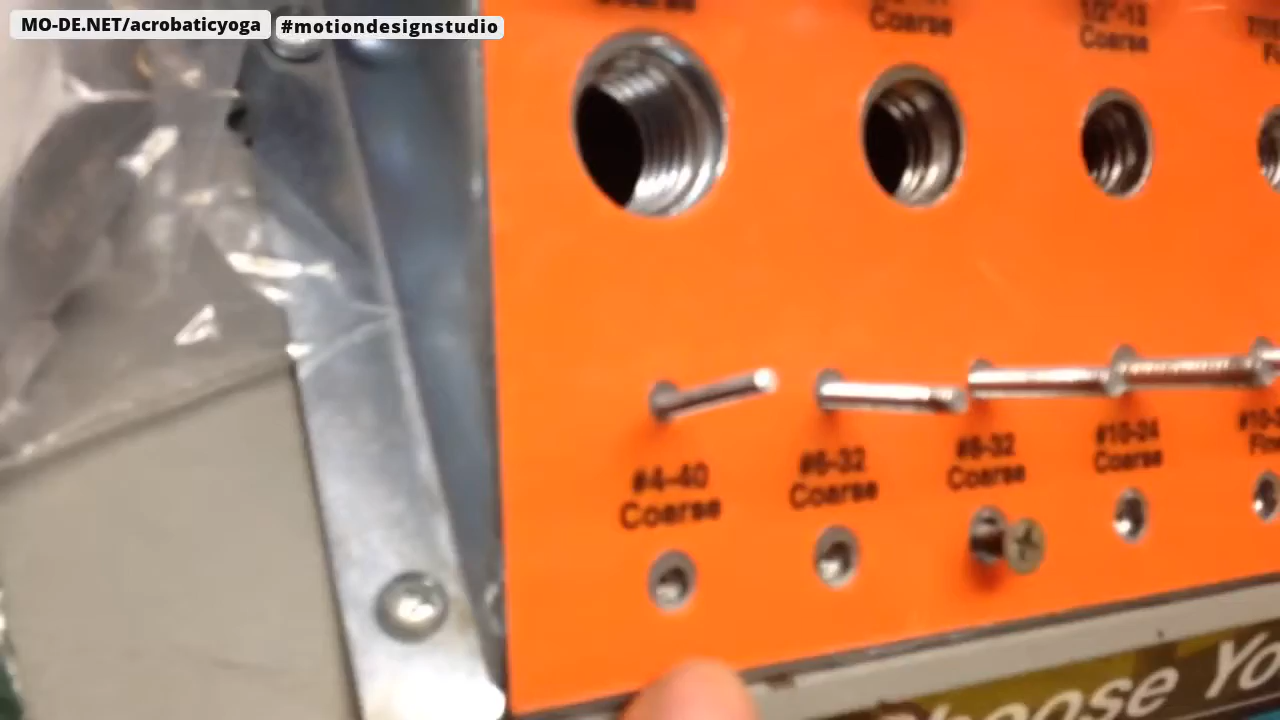 MO-DE.NET/acrobaticyoga #motiondesignstudio
Coarse
Coarse
1/2"-13
Coarse
#4-40
Coarse
#6-32
Coarse
#8-32
Coarse
#10-24
Coarse
Choose Yo